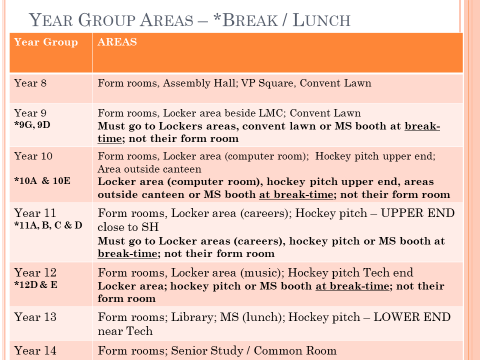 YEAR GROUP AREAS – *BREAK / LUNCH
Year Group
AREAS
Year 8
Form rooms, Assembly Hall; VP Square, Convent Lawn
Year 9
*9G, 9D
Form rooms, Locker area beside LMC; Convent Lawn
Must go to Lockers areas, convent lawn or MS booth at break-
time; not their form room
Year 10
*10A & 10E
Form rooms, Locker area (computer room); Hockey pitch upper end;
Area outside canteen
Locker area (computer room), hockey pitch upper end, areas
outside canteen or MS booth at break-time; not their form room
Year 11
*11A, B, C & D
Form rooms, Locker area (careers); Hockey pitch – UPPER END
close to SH
Must go to Locker areas (careers), hockey pitch or MS booth at
break-time; not their form room
Year 12
*12D & E
Form rooms, Locker area (music); Hockey pitch Tech end
Locker area; hockey pitch or MS booth at break-time; not their
form room
Year 13
Form rooms; Library; MS (lunch); Hockey pitch – LOWER END
near Tech
Year 14
Form rooms; Senior Study / Common Room